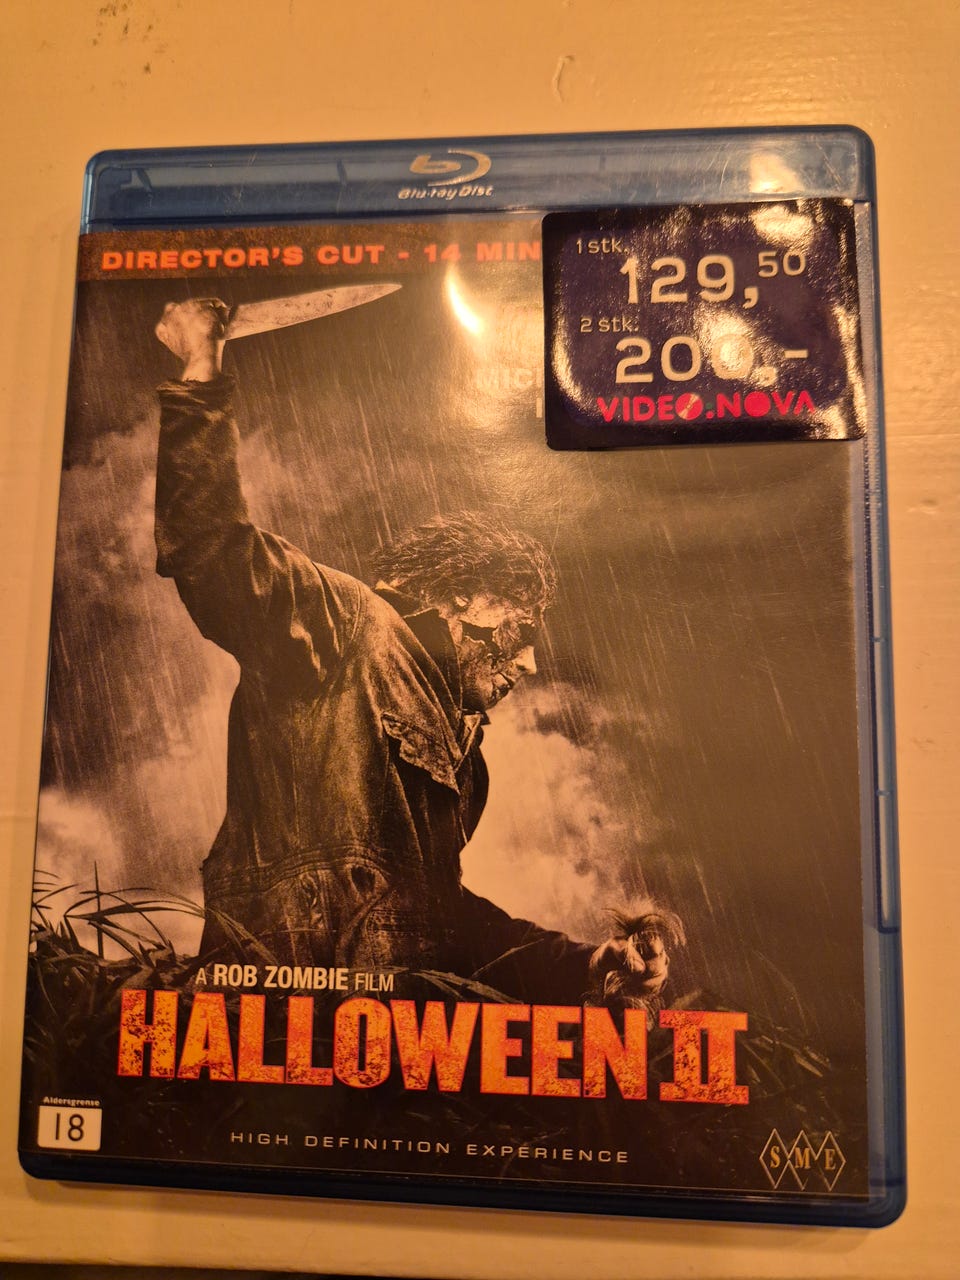 Blu-ray Disc
DIRECTOR'S CUT - 14 MIN
1 stk.
129,50
2 stk.
200,-
VIDEO.NOVA
MIC
A ROB ZOMBIE FILM
HALLOWEEN II
Aldersgrense
18
HIGH DEFINITION EXPERIENCE
SME